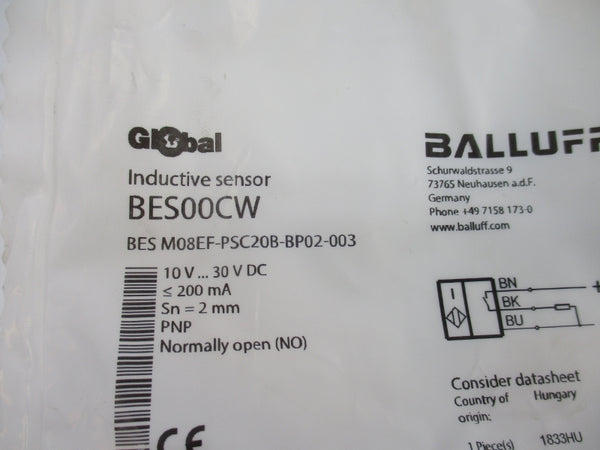 Global
Inductive sensor
BES00CW
BES M08EF-PSC20B-BP02-003
10 V ... 30 V DC
≤ 200 mA
Sn = 2 mm
PNP
Normally open (NO)
CE
BALLUFF
Schurwaldstrasse 9
73765 Neuhausen a.d.F.
Germany
Phone +49 7158 173-0
www.balluff.com
BN
+
BK
BU
Consider datasheet
Country of Hungary
origin:
1 Piece(s) 1833HU